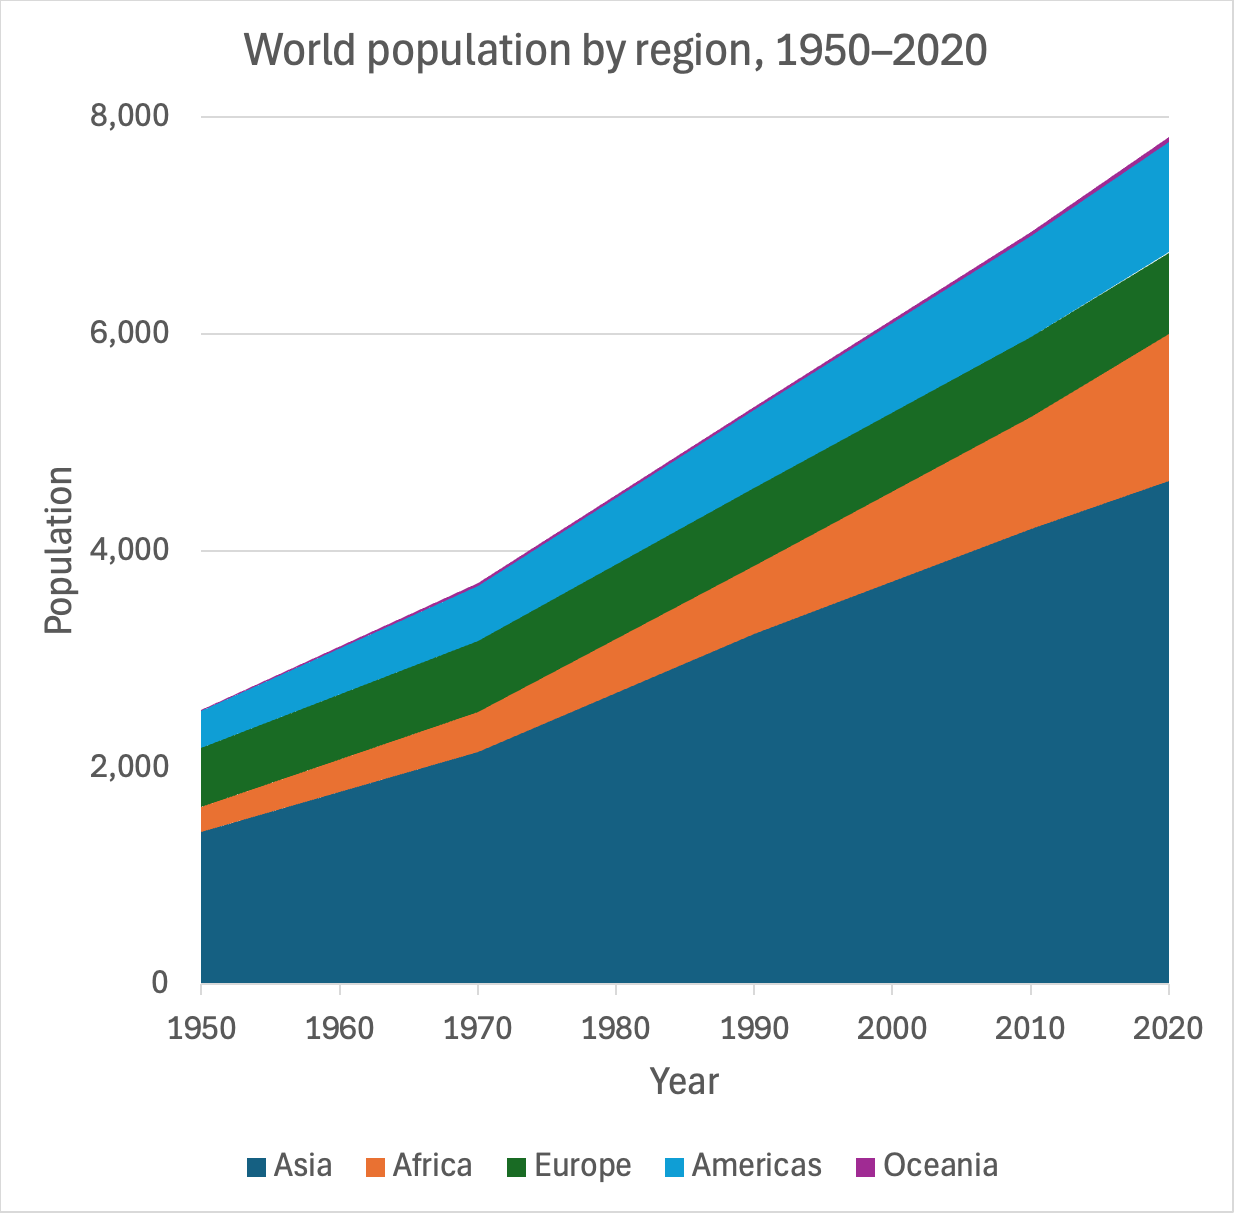 World population by region, 1950–2020
8,000
6,000
4,000
2,000
0
Population
1950 1960 1970 1980 1990 2000 2010 2020
Year
Asia Africa Europe Americas Oceania